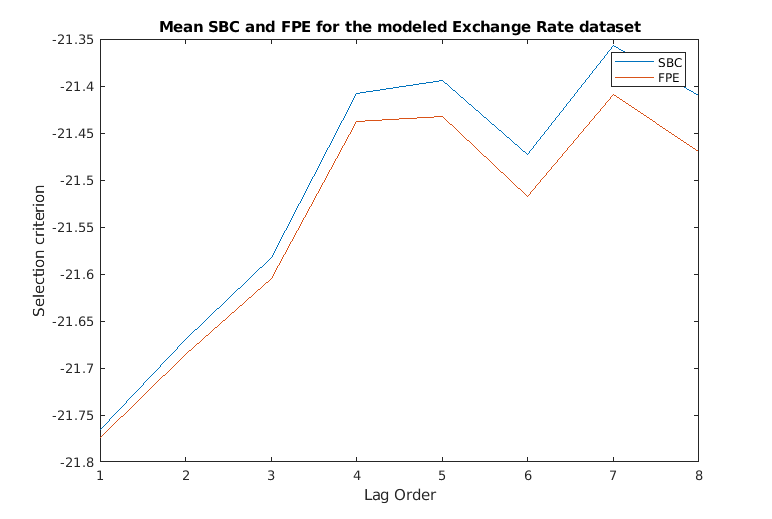 Mean SBC and FPE for the modeled Exchange Rate dataset
-21.35
-21.4
-21.45
-21.5
-21.55
-21.6
-21.65
-21.7
-21.75
-21.8
Selection criterion
SBC
FPE
1 2 3 4 5 6 7 8
Lag Order